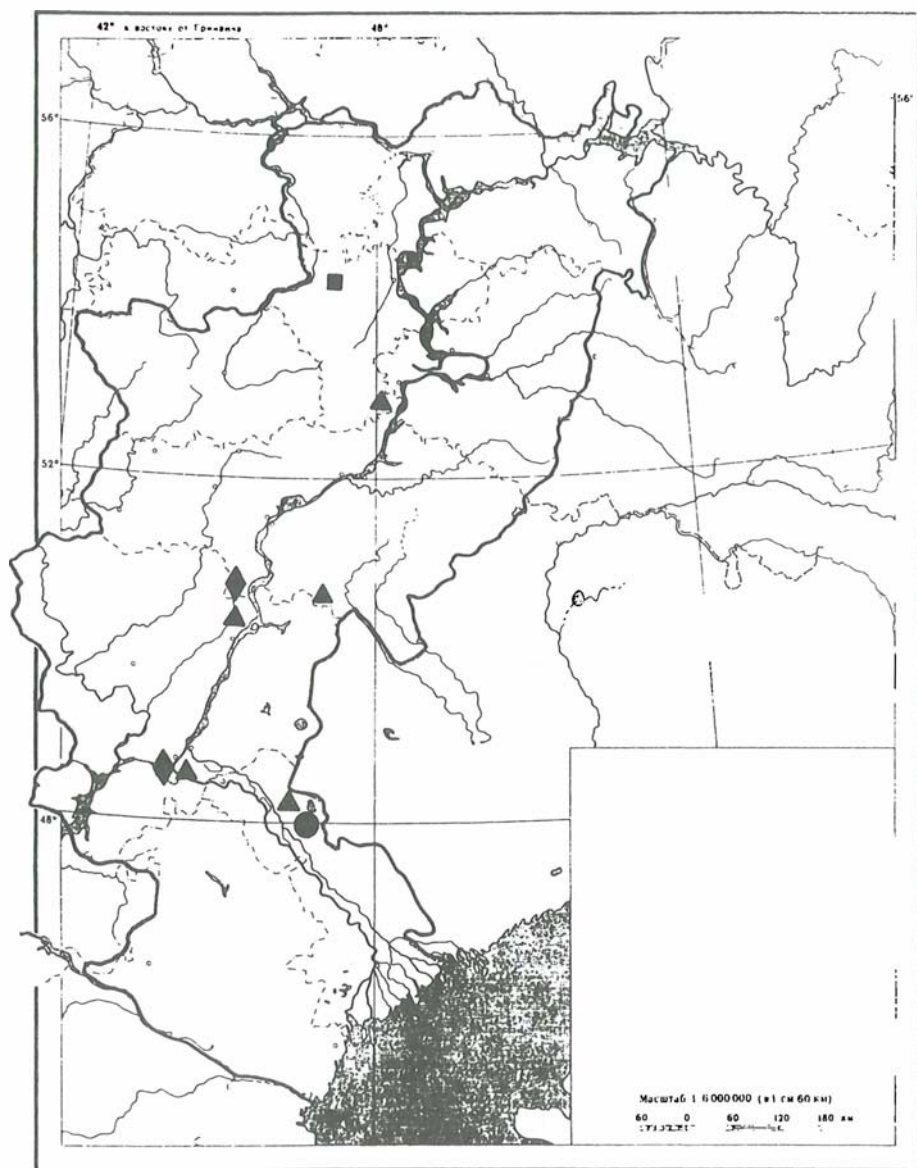 42° к востоку от Гринвича 48°
56°
56°
52°
48°
Масштаб 1 6 000 000 (в 1 см 60 км)
60 0 60 120 180 км